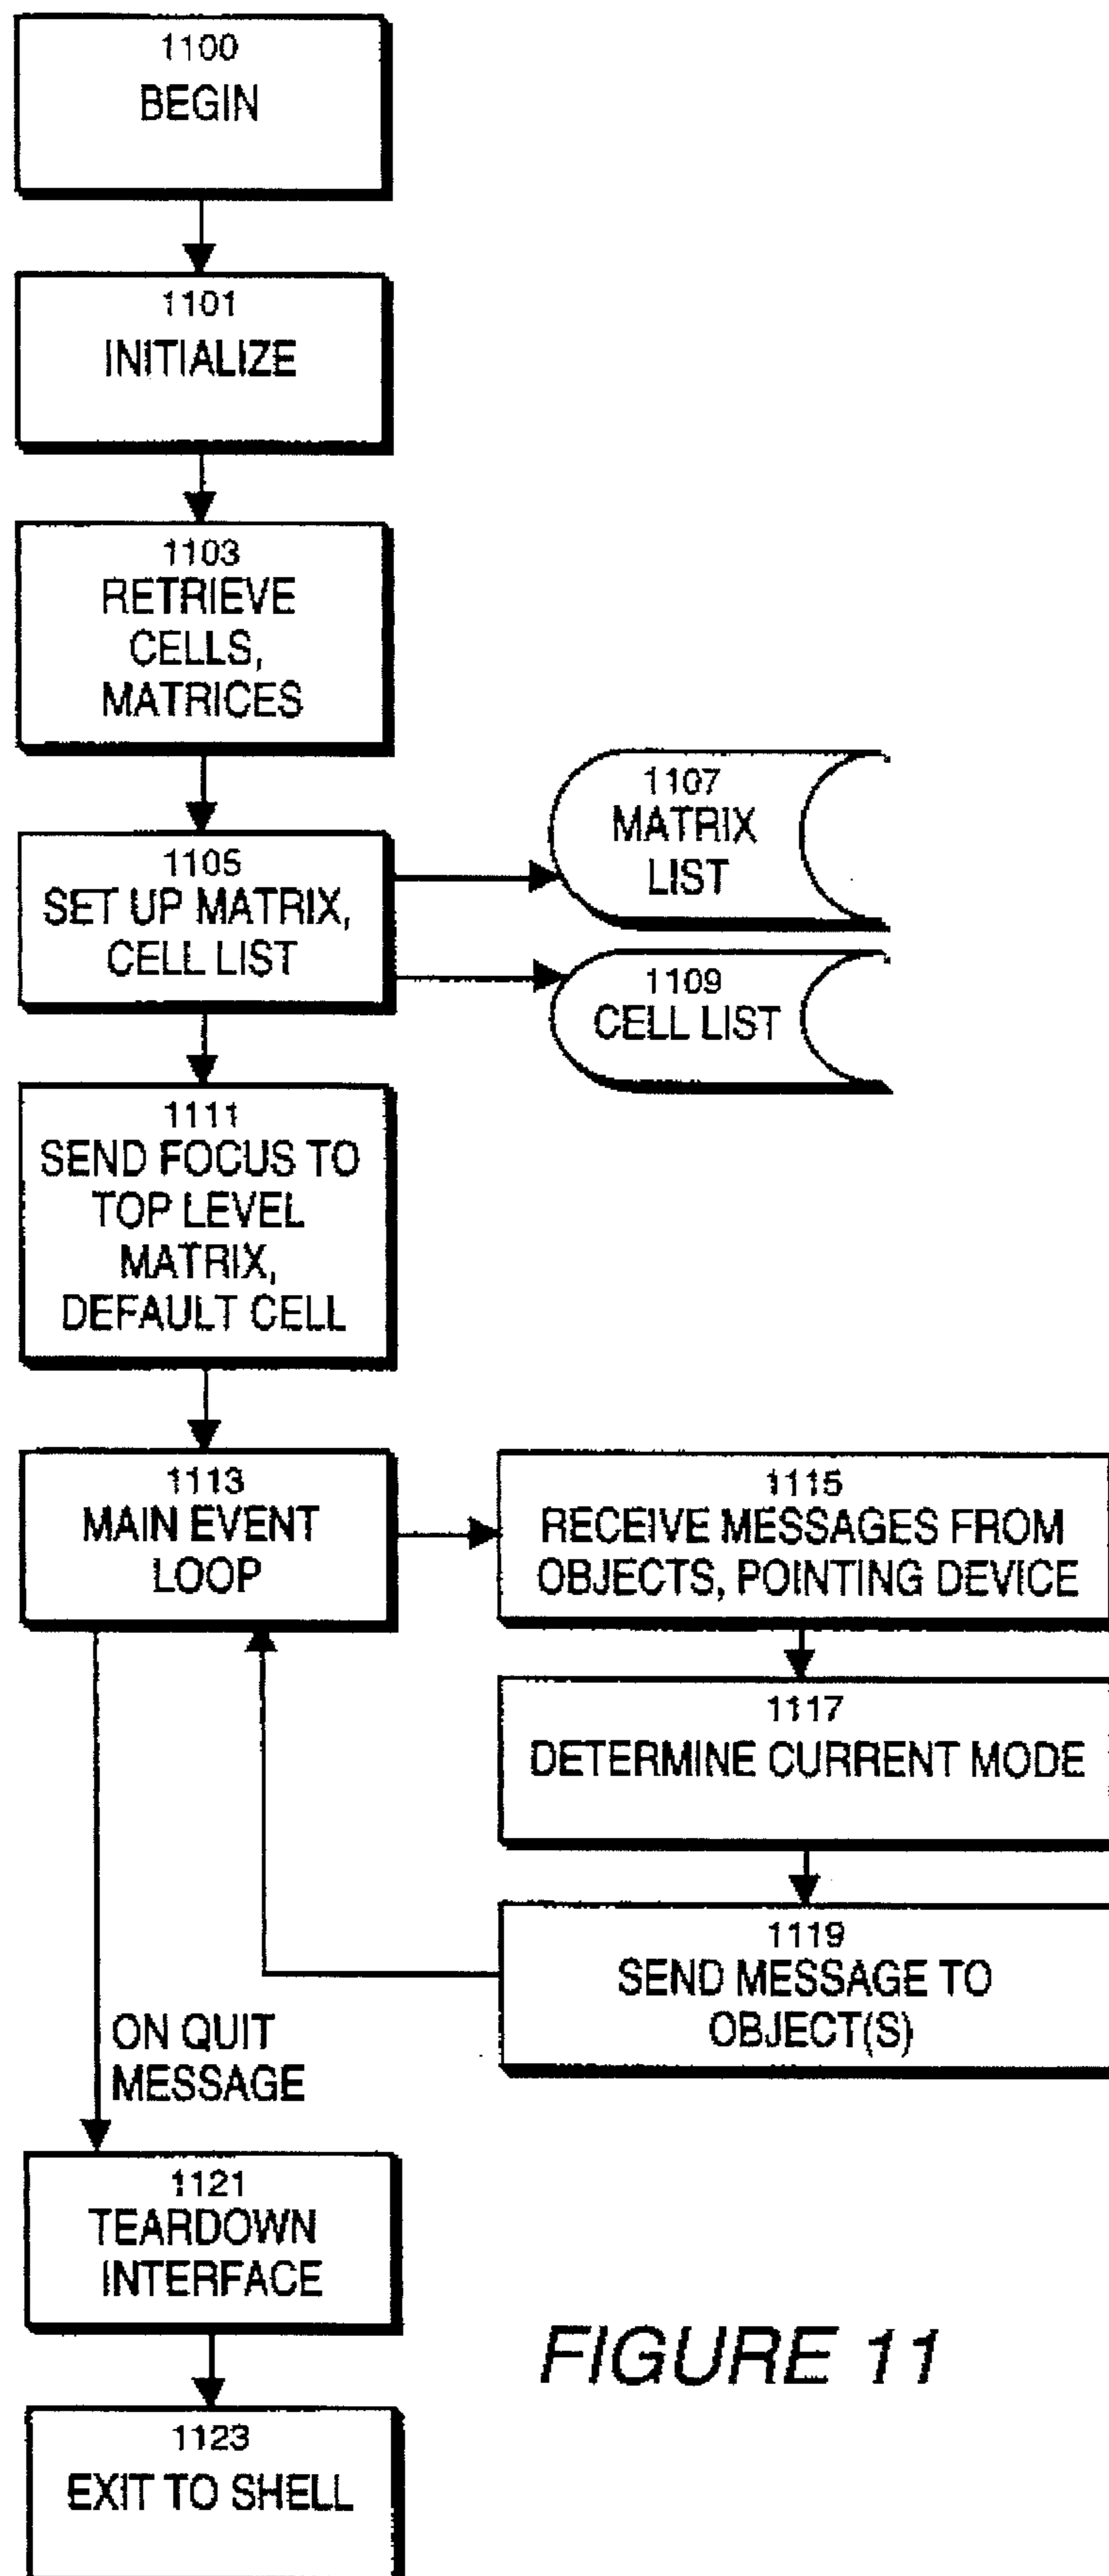 1100
BEGIN
1101
INITIALIZE
1103
RETRIEVE
CELLS,
MATRICES
1105
SET UP MATRIX,
CELL LIST
1107
MATRIX
LIST
1109
CELL LIST
1111
SEND FOCUS TO
TOP LEVEL
MATRIX,
DEFAULT CELL
1113
MAIN EVENT
LOOP
1115
RECEIVE MESSAGES FROM
OBJECTS, POINTING DEVICE
1117
DETERMINE CURRENT MODE
1119
SEND MESSAGE TO
OBJECT(S)
ON QUIT
MESSAGE
1121
TEARDOWN
INTERFACE
1123
EXIT TO SHELL
FIGURE 11